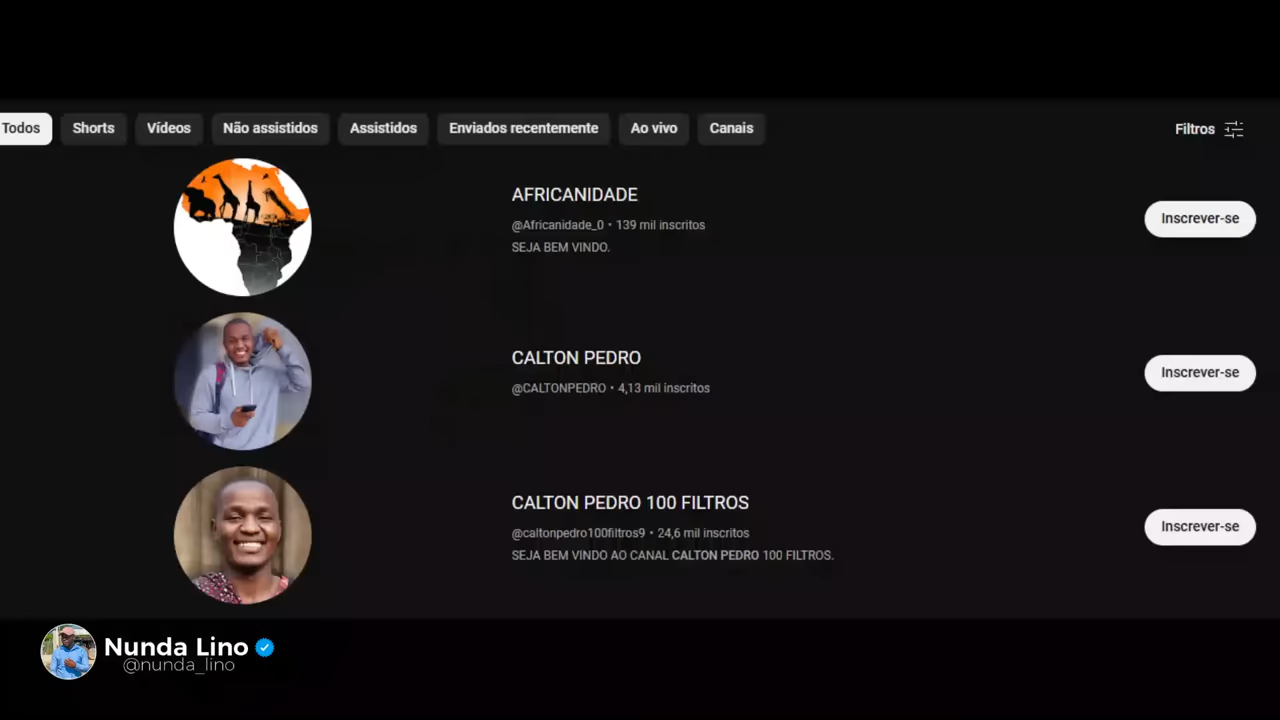 Todos Shorts Vídeos Não assistidos Assistidos Enviados recentemente Ao vivo Canais Filtros
AFRICANIDADE
@Africanidade_0 • 139 mil inscritos
SEJA BEM VINDO.
Inscrever-se
CALTON PEDRO
@CALTONPEDRO • 4,13 mil inscritos
Inscrever-se
CALTON PEDRO 100 FILTROS
@caltonpedro100filtros9 • 24,6 mil inscritos
SEJA BEM VINDO AO CANAL CALTON PEDRO 100 FILTROS.
Inscrever-se
Nunda Lino
@nunda_lino